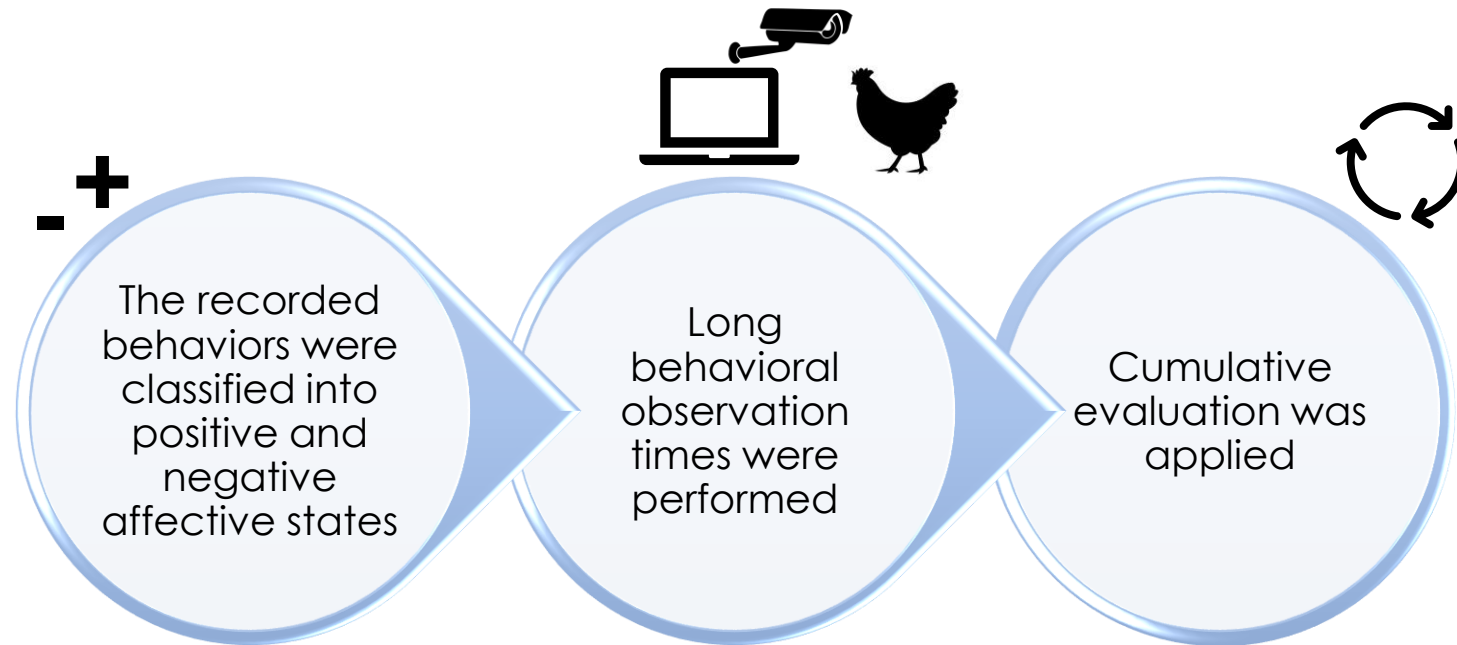 - +
The recorded
behaviors were
classified into
positive and
negative
affective states
Long
behavioral
observation
times were
performed
Cumulative
evaluation was
applied